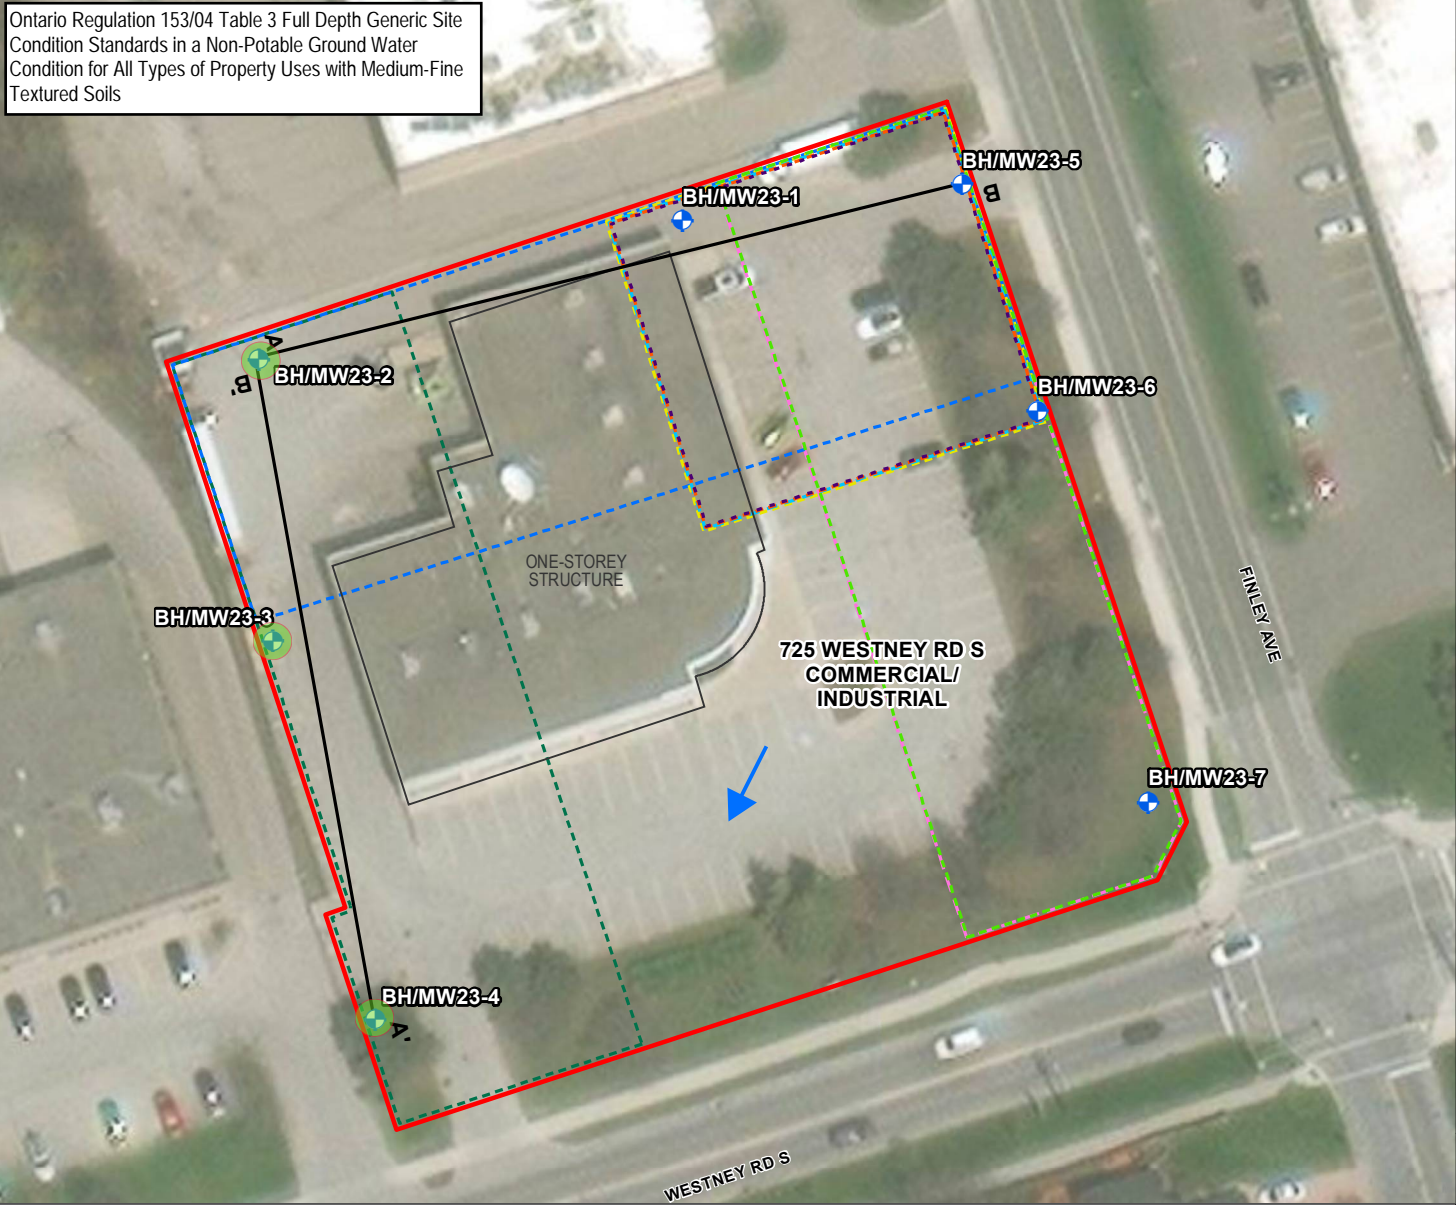 Ontario Regulation 153/04 Table 3 Full Depth Generic Site
Condition Standards in a Non-Potable Ground Water
Condition for All Types of Property Uses with Medium-Fine
Textured Soils
BH/MW23-5
B
BH/MW23-1
A
BH/MW23-2
B'
BH/MW23-6
ONE-STOREY
STRUCTURE
BH/MW23-3
FINLEY AVE
725 WESTNEY RD S
COMMERCIAL/
INDUSTRIAL
BH/MW23-7
BH/MW23-4
A'
WESTNEY RD S